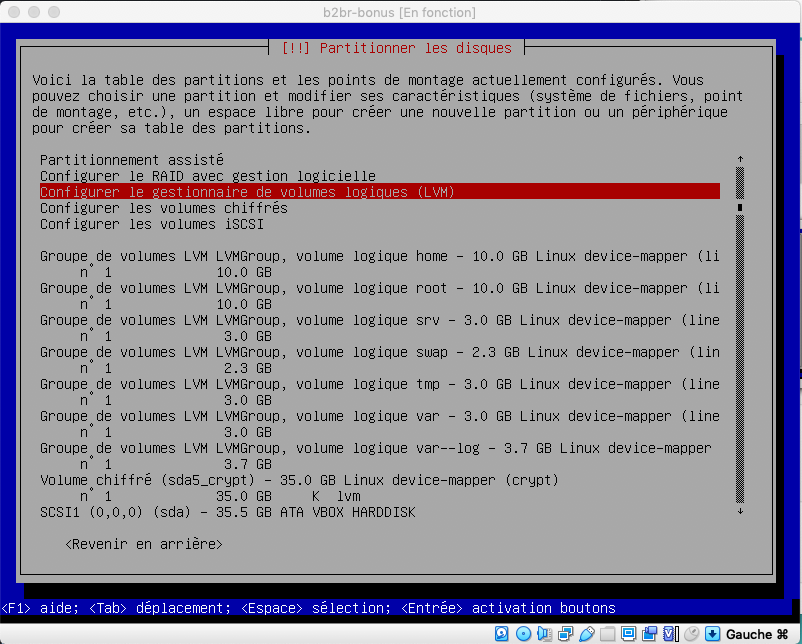 b2br-bonus [En fonction]
[!!] Partitionner les disques
Voici la table des partitions et les points de montage actuellement configurés. Vous
pouvez choisir une partition et modifier ses caractéristiques (système de fichiers, point
de montage, etc.), un espace libre pour créer une nouvelle partition ou un périphérique
pour créer sa table des partitions.
Partitionnement assisté
Configurer le RAID avec gestion logicielle
Configurer le gestionnaire de volumes logiques (LVM)
Configurer les volumes chiffrés
Configurer les volumes iSCSI
Groupe de volumes LVM LVMGroup, volume logique home - 10.0 GB Linux device-mapper (li
n° 1 10.0 GB
Groupe de volumes LVM LVMGroup, volume logique root - 10.0 GB Linux device-mapper (li
n° 1 10.0 GB
Groupe de volumes LVM LVMGroup, volume logique srv - 3.0 GB Linux device-mapper (line
n° 1 3.0 GB
Groupe de volumes LVM LVMGroup, volume logique swap - 2.3 GB Linux device-mapper (lin
n° 1 2.3 GB
Groupe de volumes LVM LVMGroup, volume logique tmp - 3.0 GB Linux device-mapper (line
n° 1 3.0 GB
Groupe de volumes LVM LVMGroup, volume logique var - 3.0 GB Linux device-mapper (line
n° 1 3.0 GB
Groupe de volumes LVM LVMGroup, volume logique var--log - 3.7 GB Linux device-mapper
n° 1 3.7 GB
Volume chiffré (sda5_crypt) - 35.0 GB Linux device-mapper (crypt)
n° 1 35.0 GB K lvm
SCSI1 (0,0,0) (sda) - 35.5 GB ATA VBOX HARDDISK
<Revenir en arrière>
<F1> aide; <Tab> déplacement; <Espace> sélection; <Entrée> activation boutons
Gauche ⌘